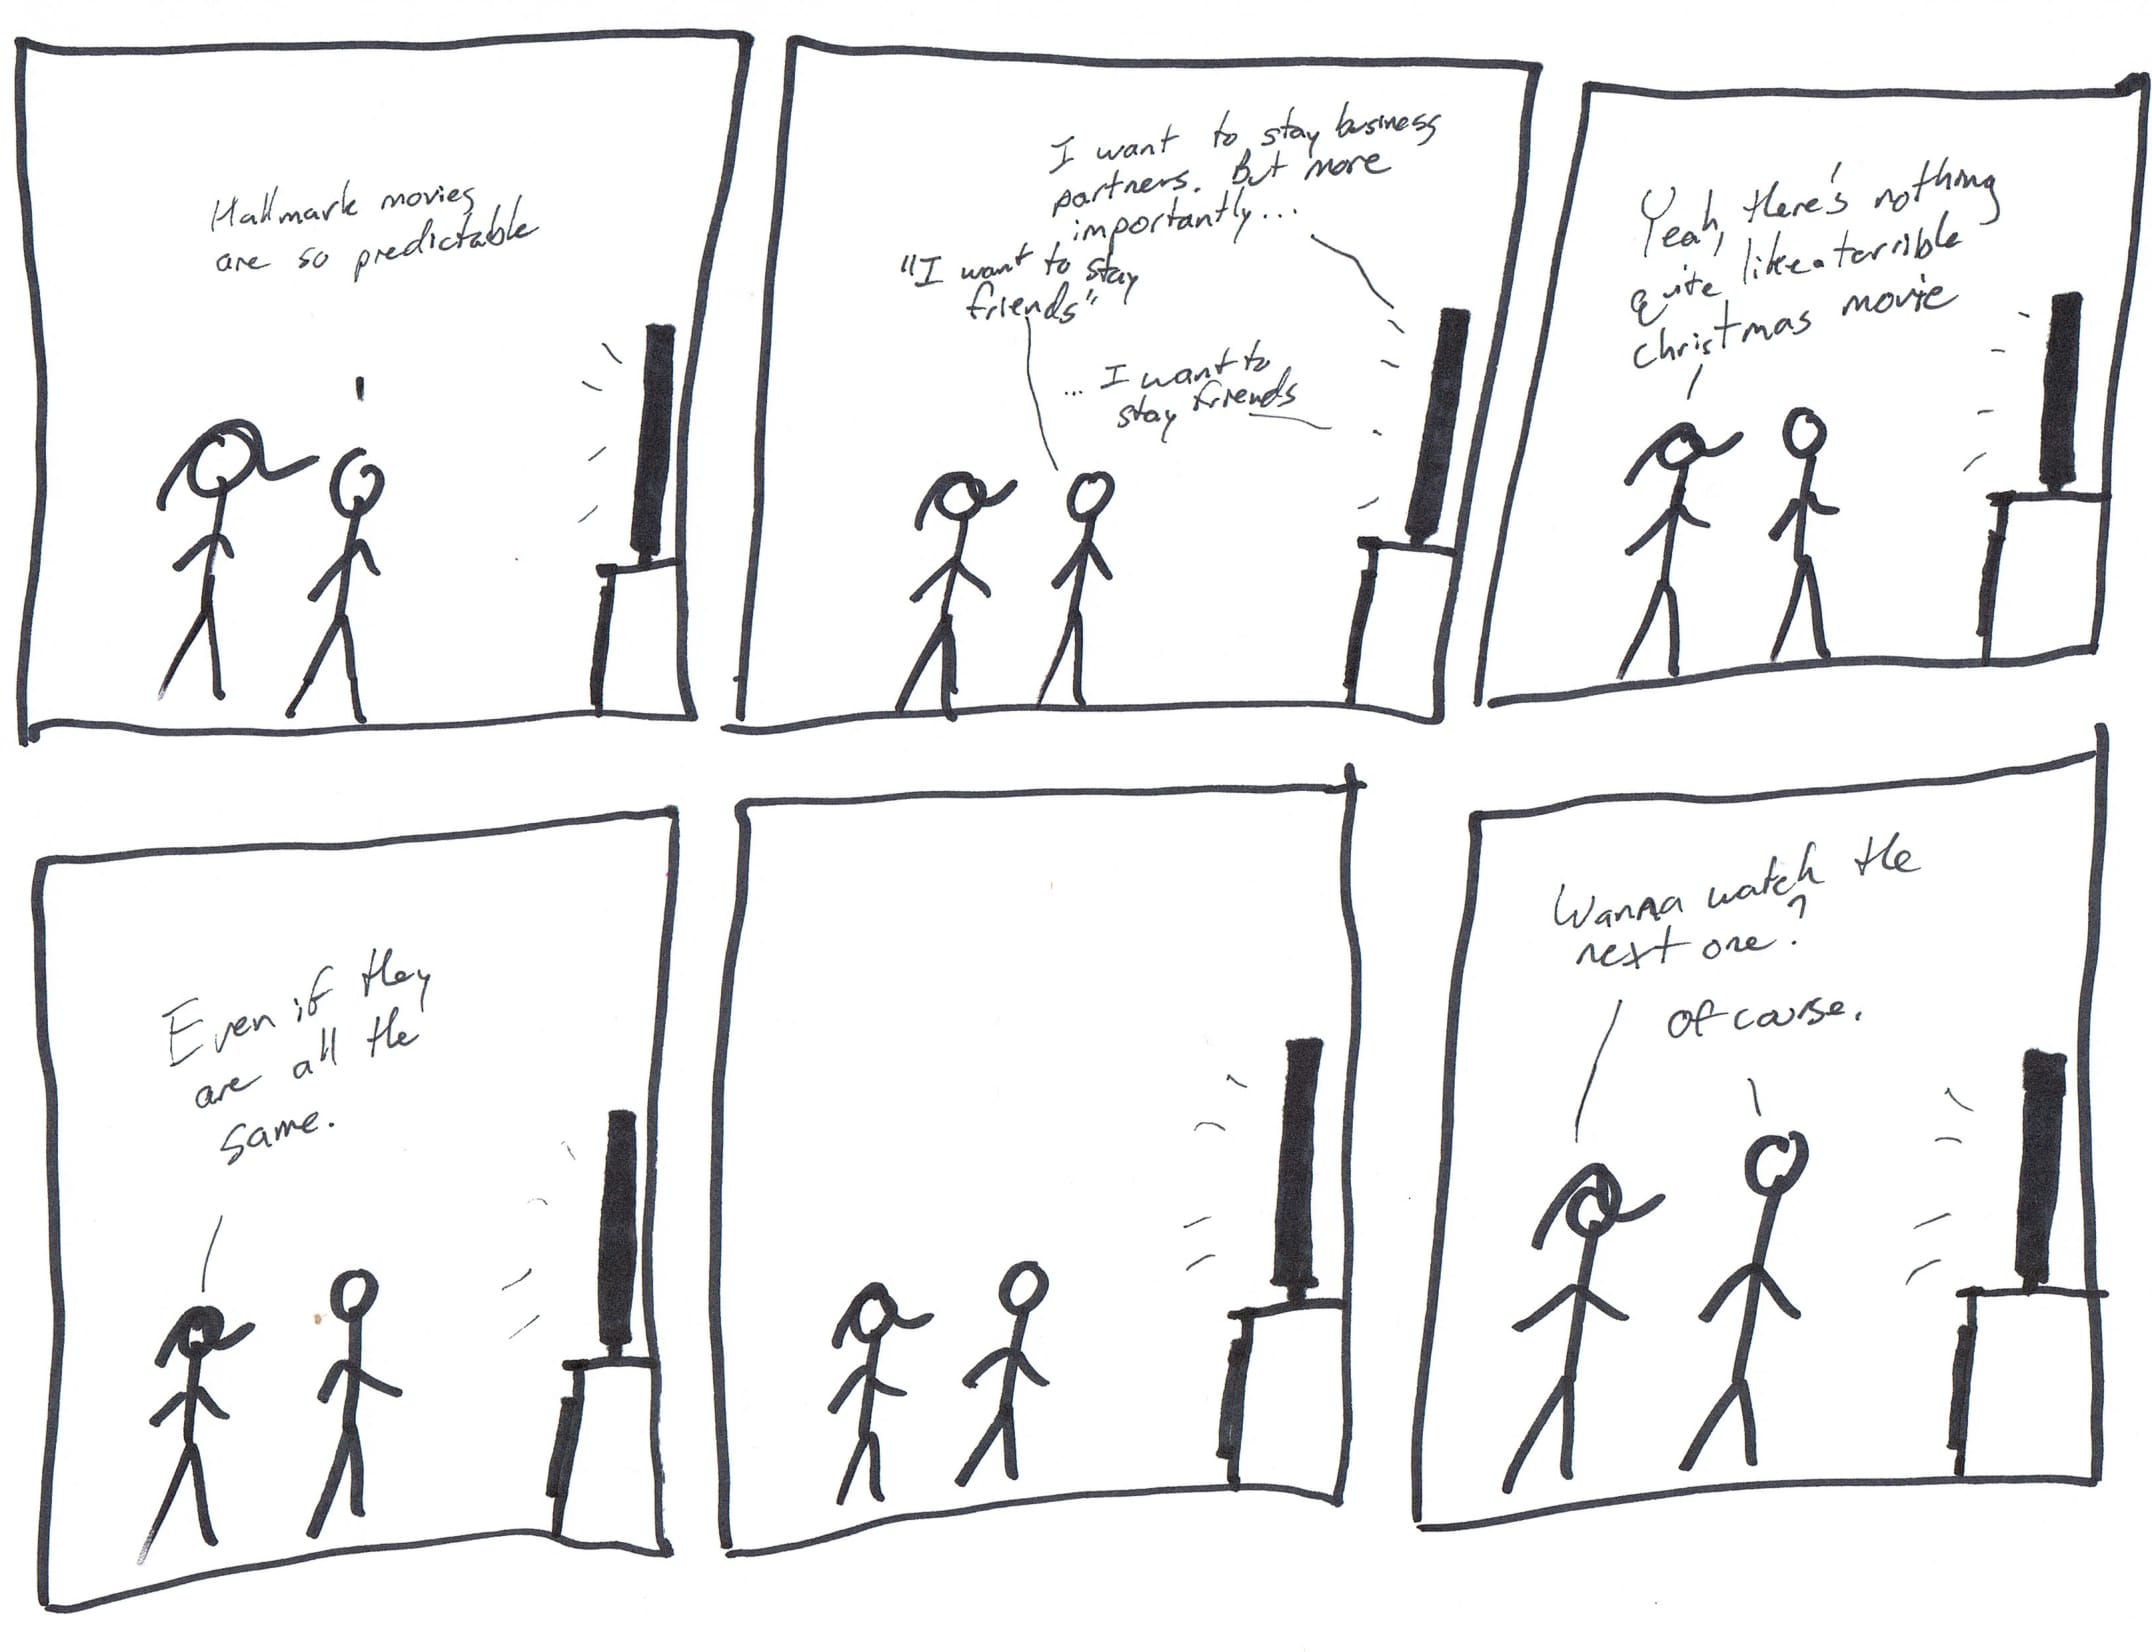 Hallmark movies
are so predictable
I want to stay business
partners. But more
importantly...
"I want to stay
friends"
... I want to
stay friends
Yeah, there's nothing
quite like a terrible
christmas movie
Even if they
are all the
same.
Wanna watch the
next one?
Of course.